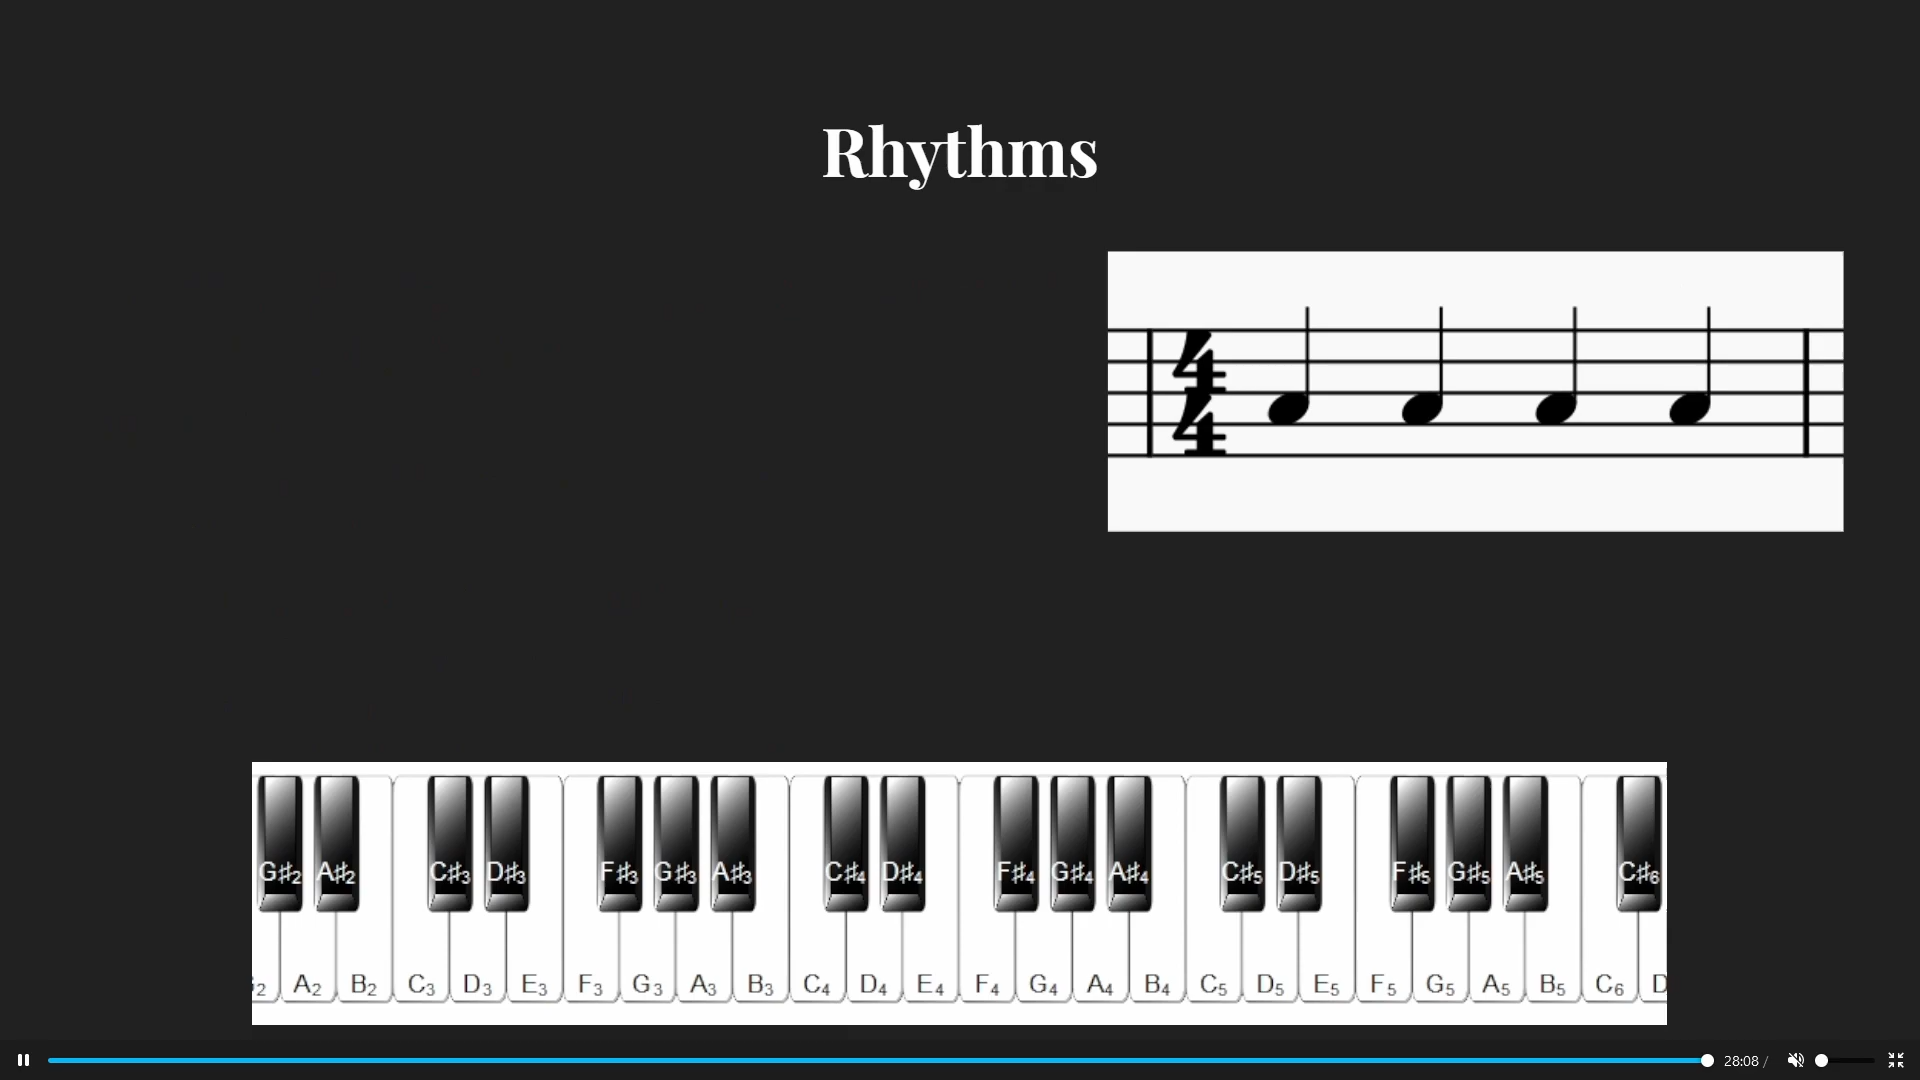 Rhythms
4
4
G♯2 A♯2 C♯3 D♯3 F♯3 G♯3 A♯3 C♯4 D♯4 F♯4 G♯4 A♯4 C♯5 D♯5 F♯5 G♯5 A♯5 C♯6
A2 B2 C3 D3 E3 F3 G3 A3 B3 C4 D4 E4 F4 G4 A4 B4 C5 D5 E5 F5 G5 A5 B5 C6 D
28:08 /